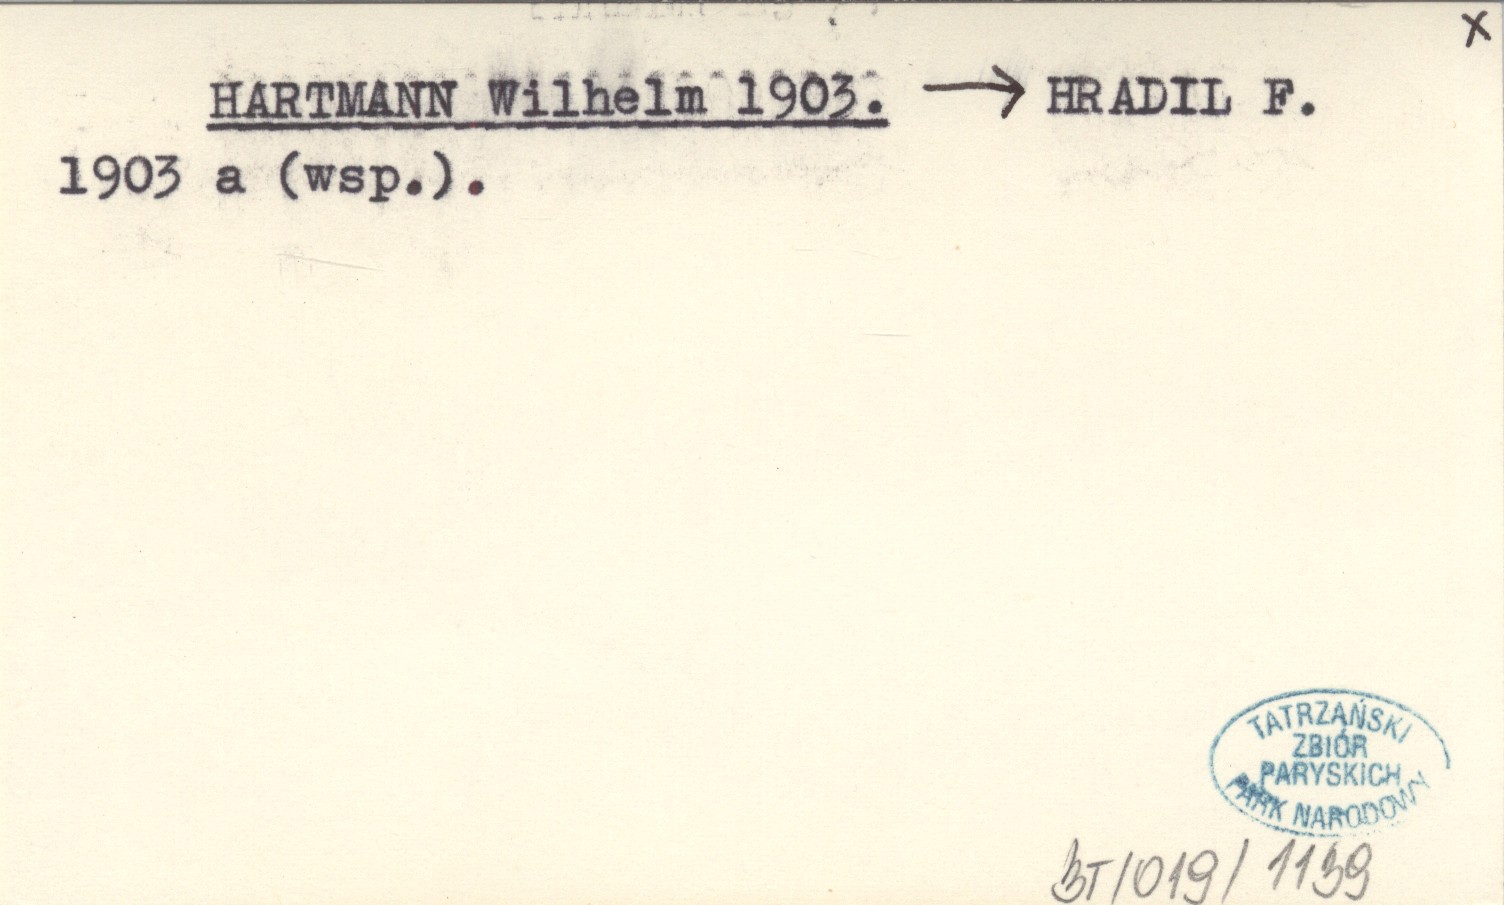 x
HARTMANN Wilhelm 1903. → HRADIL F.
1903 a (wsp.).
TATRZAŃSKI
ZBIÓR
PARYSKICH
PARK NARODOWY
BT/019/1139